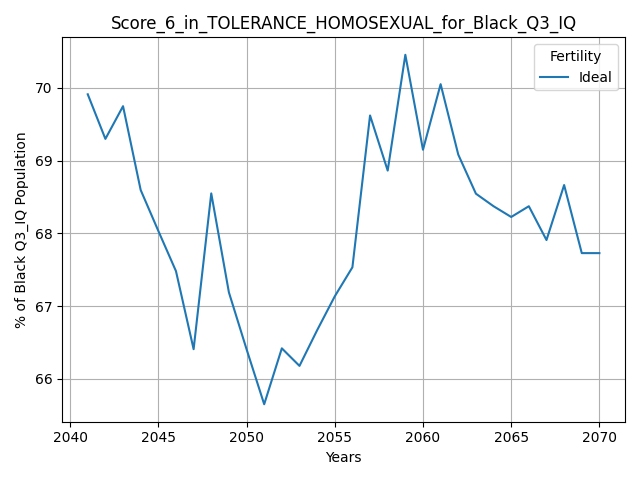 Score_6_in_TOLERANCE_HOMOSEXUAL_for_Black_Q3_IQ
Fertility
Ideal
% of Black Q3_IQ Population
70
69
68
67
66
2040 2045 2050 2055 2060 2065 2070
Years